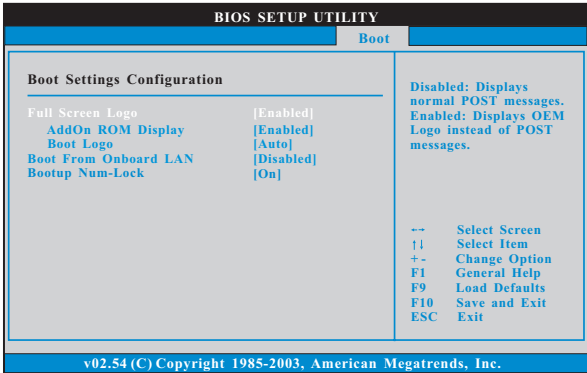 BIOS SETUP UTILITY
Boot
Boot Settings Configuration
Full Screen Logo [Enabled]
AddOn ROM Display [Enabled]
Boot Logo [Auto]
Boot From Onboard LAN [Disabled]
Bootup Num-Lock [On]
Disabled: Displays
normal POST messages.
Enabled: Displays OEM
Logo instead of POST
messages.
←→ Select Screen
↑↓ Select Item
+- Change Option
F1 General Help
F9 Load Defaults
F10 Save and Exit
ESC Exit
v02.54 (C) Copyright 1985-2003, American Megatrends, Inc.